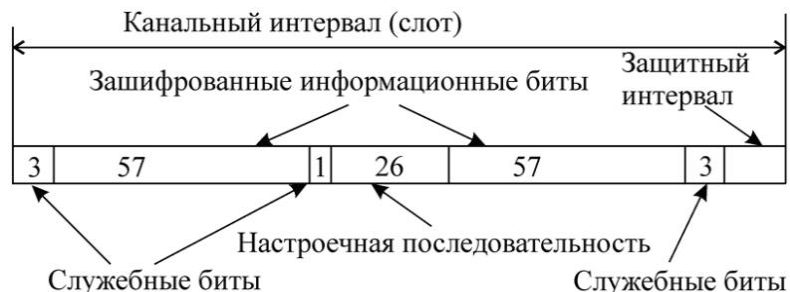 Канальный интервал (слот)
Зашифрованные информационные биты
Защитный
интервал
3 57 1 26 57 3
Настроечная последовательность
Служебные биты
Служебные биты